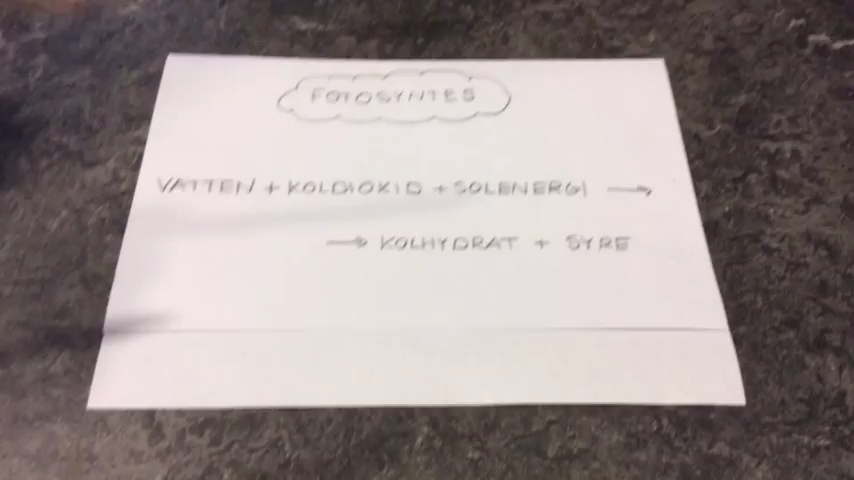 FOTOSYNTES
VATTEN + KOLDIOXID + SOLENERGI →
→ KOLHYDRAT + SYRE